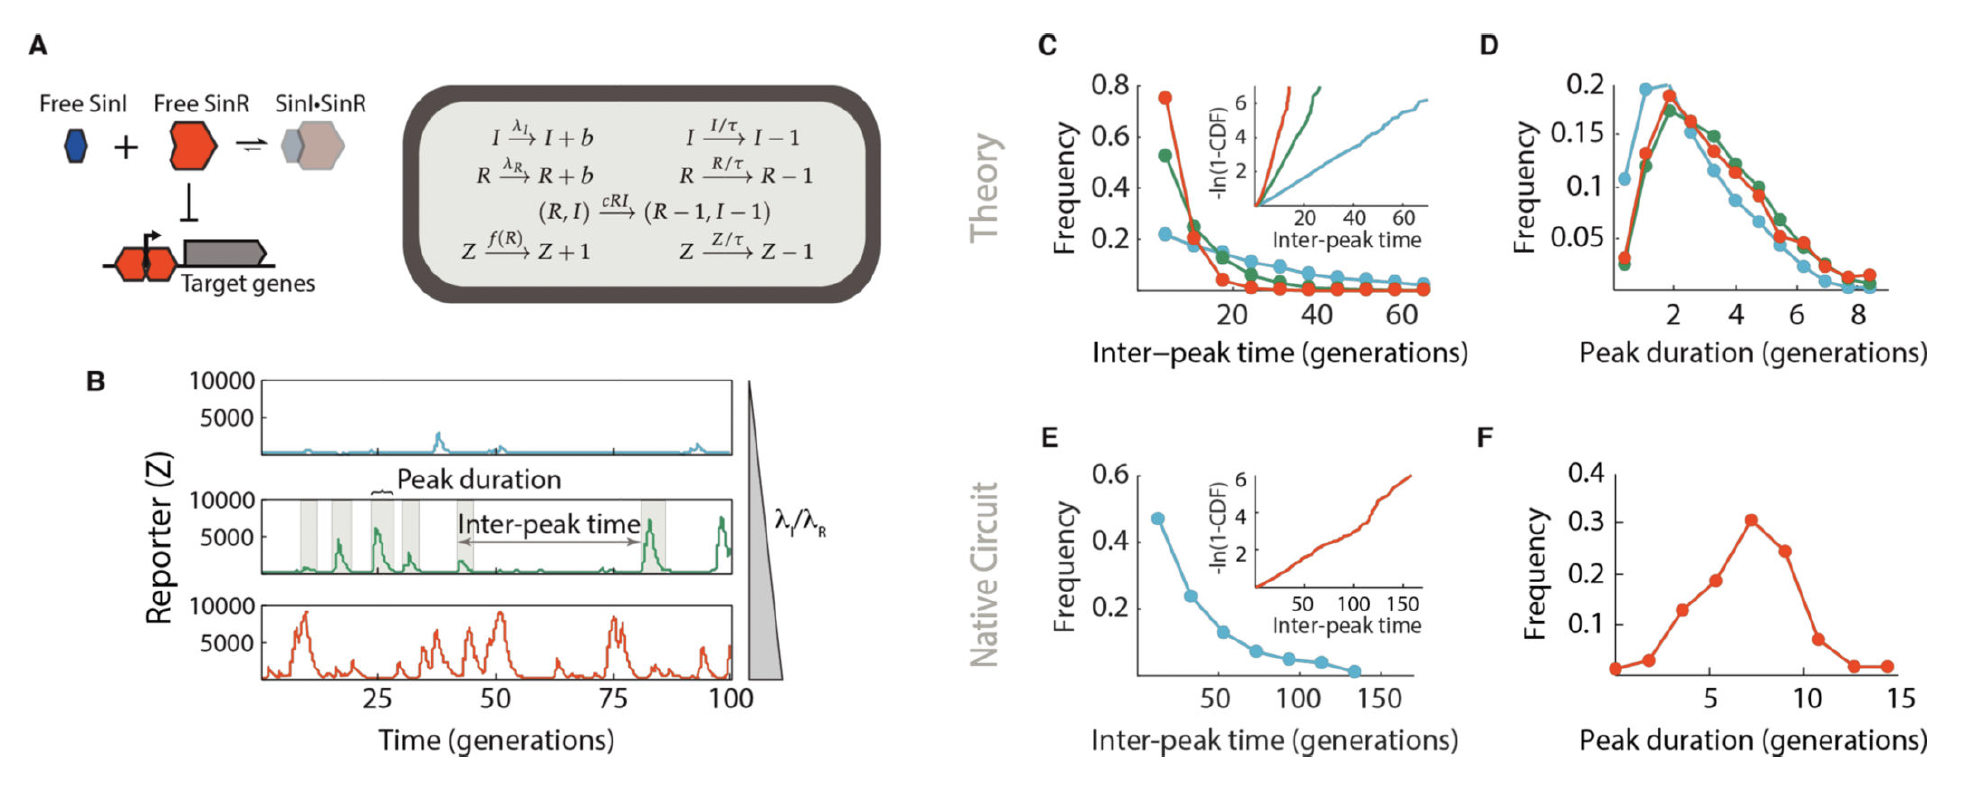 A
Free SinI
Free SinR
SinI•SinR
+
⇌
Target genes
I —λ_I→ I + b
I —I/τ→ I − 1
R —λ_R→ R + b
R —R/τ→ R − 1
(R, I) —cRI→ (R − 1, I − 1)
Z —f(R)→ Z + 1
Z —Z/τ→ Z − 1
B
Reporter (Z)
10000
5000
Peak duration
10000
5000
Inter-peak time
10000
5000
25 50 75 100
Time (generations)
λ_I/λ_R
Theory
C
Frequency
0.8
0.6
0.4
0.2
20 40 60
Inter–peak time (generations)
-ln(1-CDF)
6
4
2
20 40 60
Inter-peak time
D
Frequency
0.2
0.15
0.1
0.05
2 4 6 8
Peak duration (generations)
Native Circuit
E
Frequency
0.6
0.4
0.2
50 100 150
Inter-peak time (generations)
-ln(1-CDF)
6
4
2
50 100 150
Inter-peak time
F
Frequency
0.4
0.3
0.2
0.1
5 10 15
Peak duration (generations)